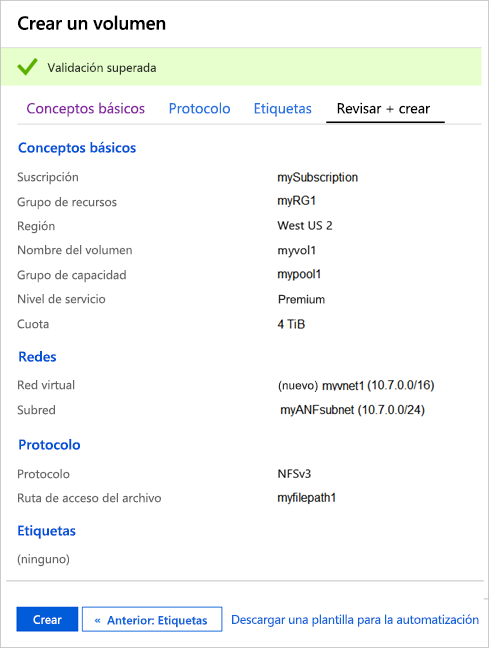 Crear un volumen
Validación superada
Conceptos básicos Protocolo Etiquetas Revisar + crear
Conceptos básicos
Suscripción mySubscription
Grupo de recursos myRG1
Región West US 2
Nombre del volumen myvol1
Grupo de capacidad mypool1
Nivel de servicio Premium
Cuota 4 TiB
Redes
Red virtual (nuevo) myvnet1 (10.7.0.0/16)
Subred myANFsubnet (10.7.0.0/24)
Protocolo
Protocolo NFSv3
Ruta de acceso del archivo myfilepath1
Etiquetas
(ninguno)
Crear « Anterior: Etiquetas Descargar una plantilla para la automatización